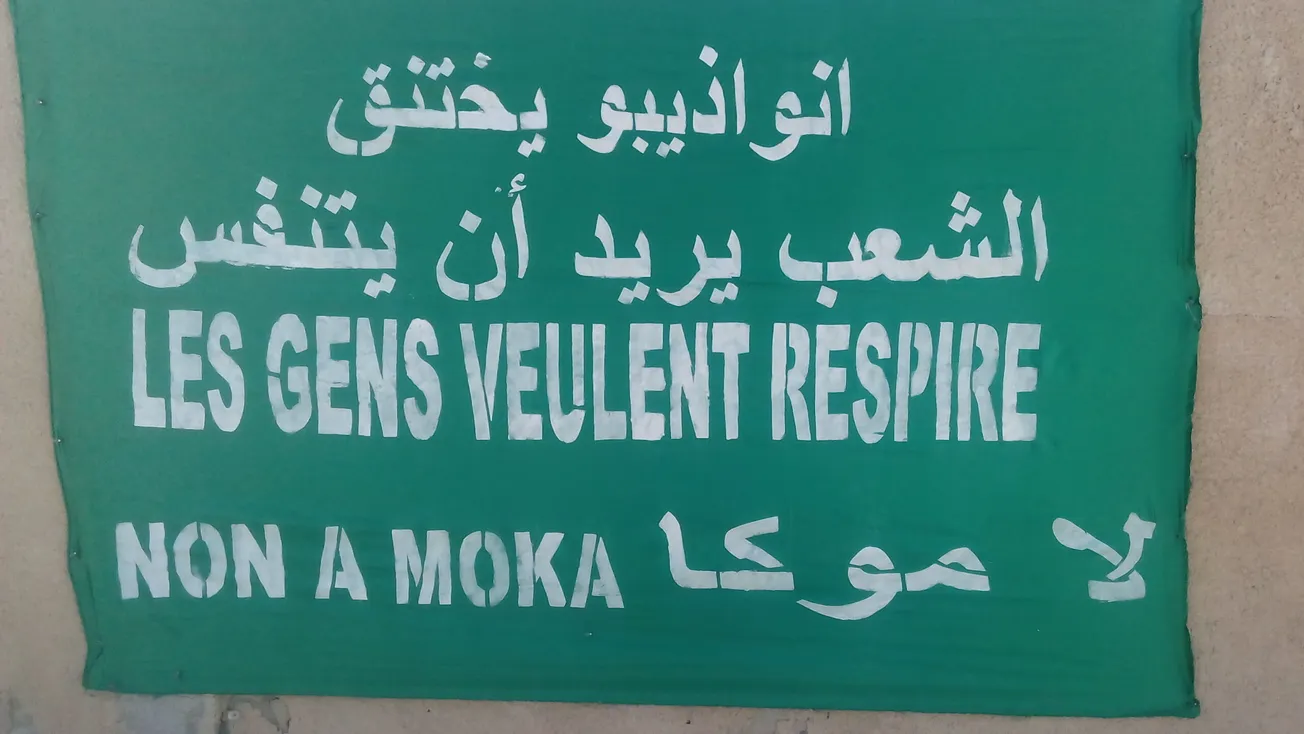 انواذيبو يختنق
الشعب يريد أن يتنفس
LES GENS VEULENT RESPIRE
NON A MOKA لا موكا